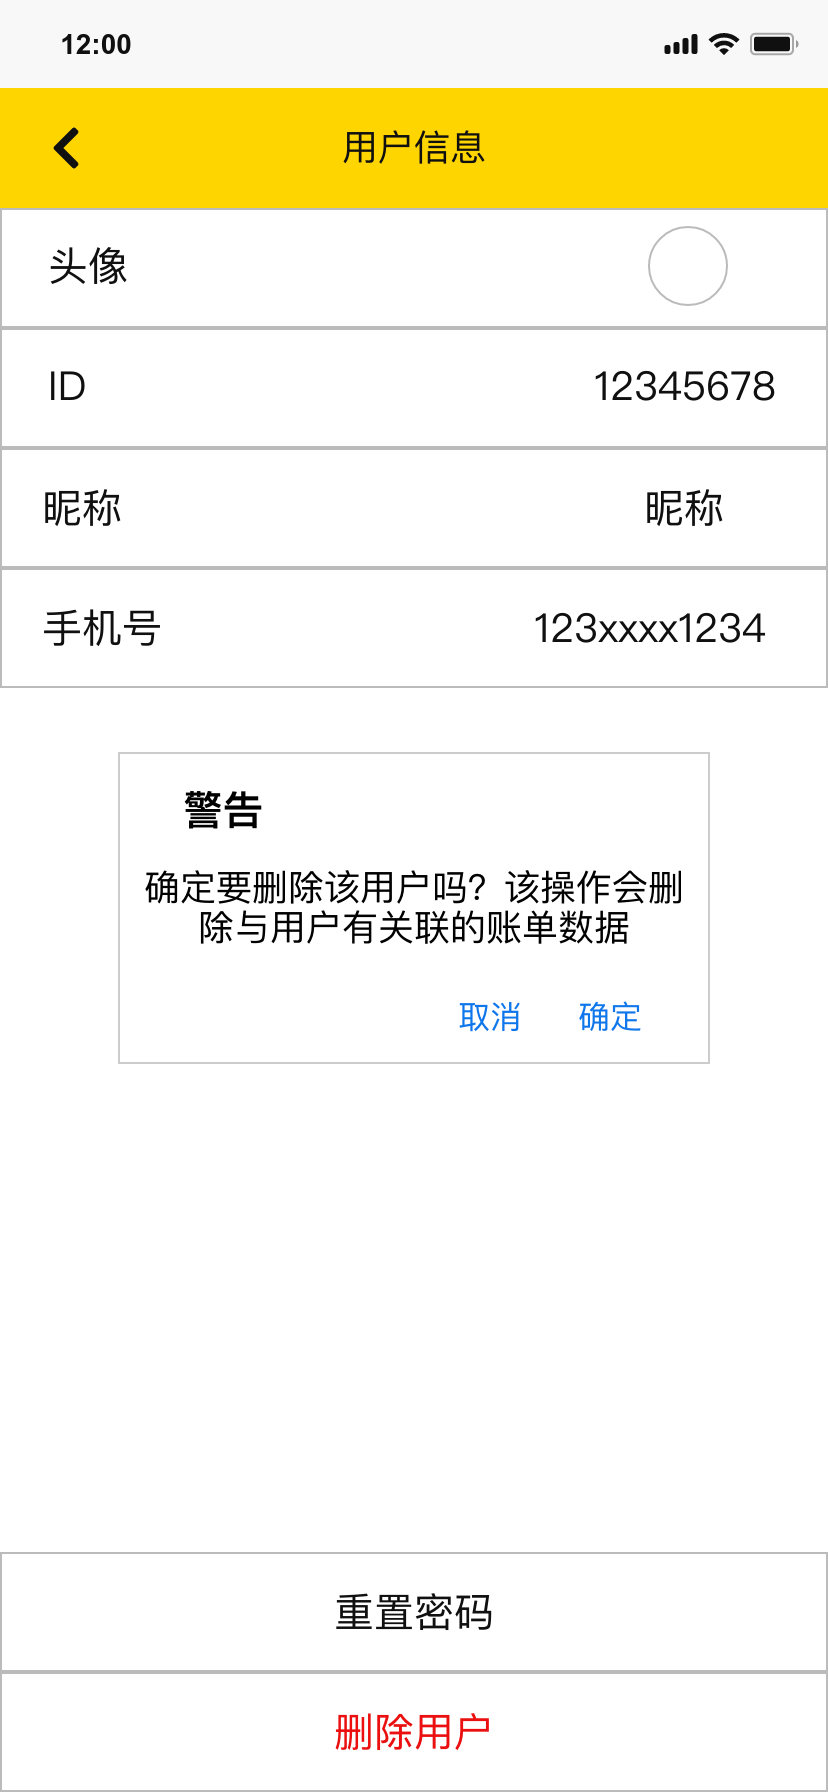 12:00
用户信息
头像
ID 12345678
昵称 昵称
手机号 123xxxx1234
警告
确定要删除该用户吗？该操作会删
除与用户有关联的账单数据
取消 确定
重置密码
删除用户